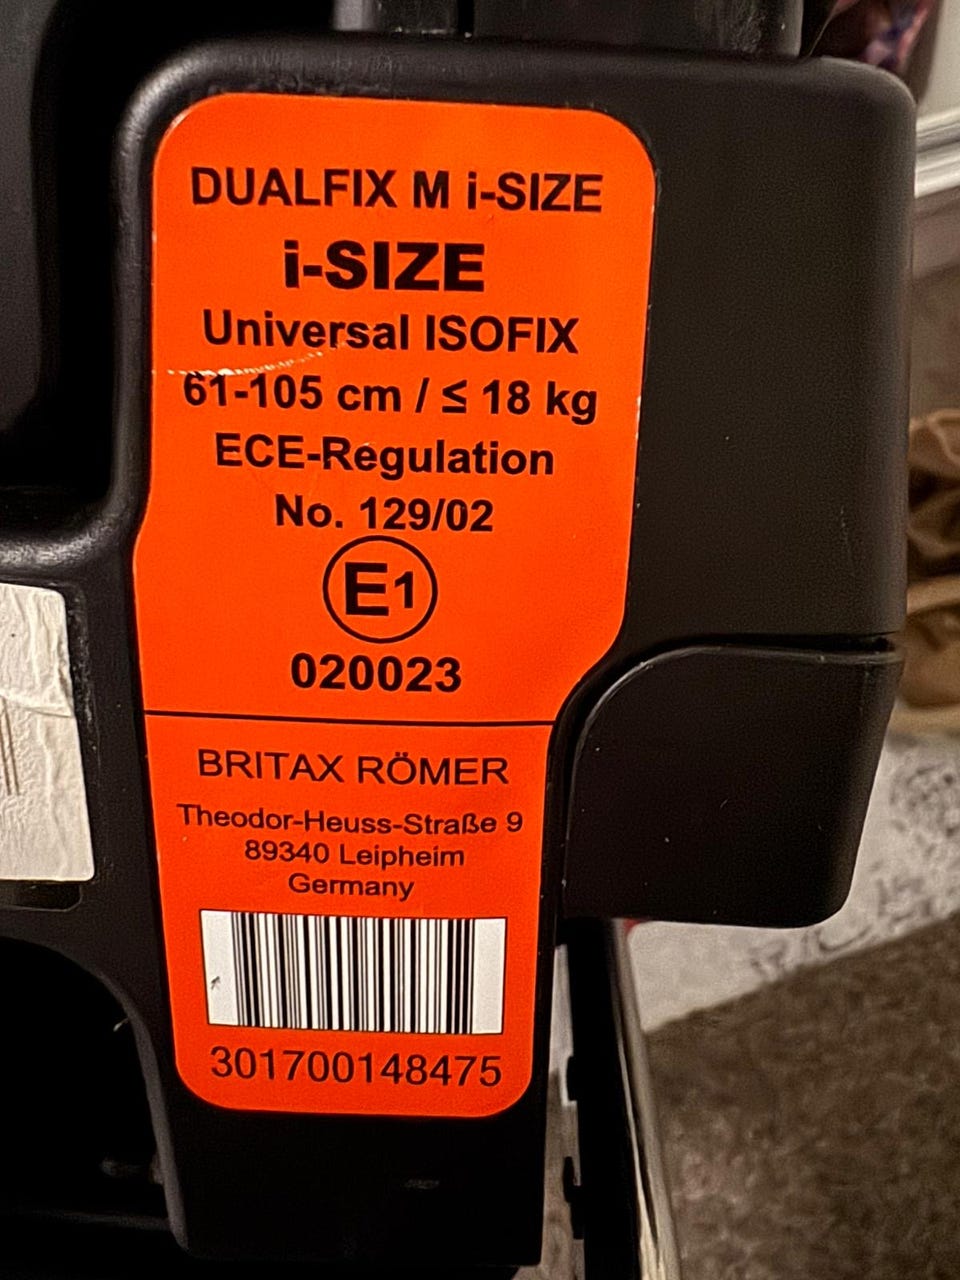 DUALFIX M i-SIZE
i-SIZE
Universal ISOFIX
61-105 cm / ≤ 18 kg
ECE-Regulation
No. 129/02
E1
020023
BRITAX RÖMER
Theodor-Heuss-Straße 9
89340 Leipheim
Germany
301700148475